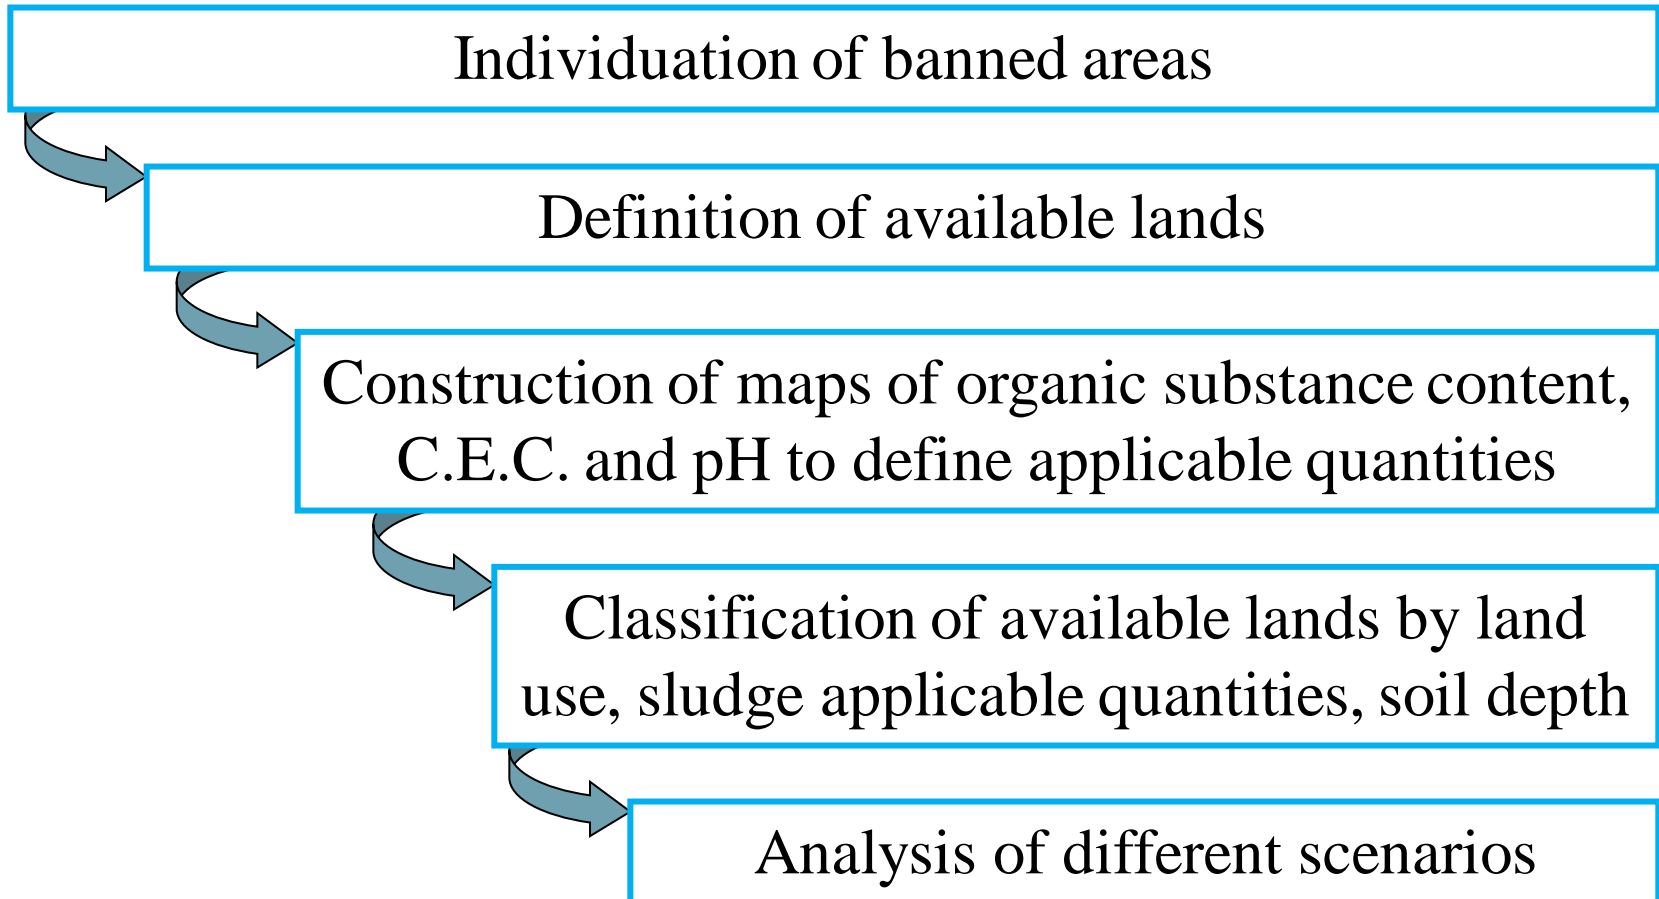 Individuation of banned areas
Definition of available lands
Construction of maps of organic substance content,
C.E.C. and pH to define applicable quantities
Classification of available lands by land
use, sludge applicable quantities, soil depth
Analysis of different scenarios